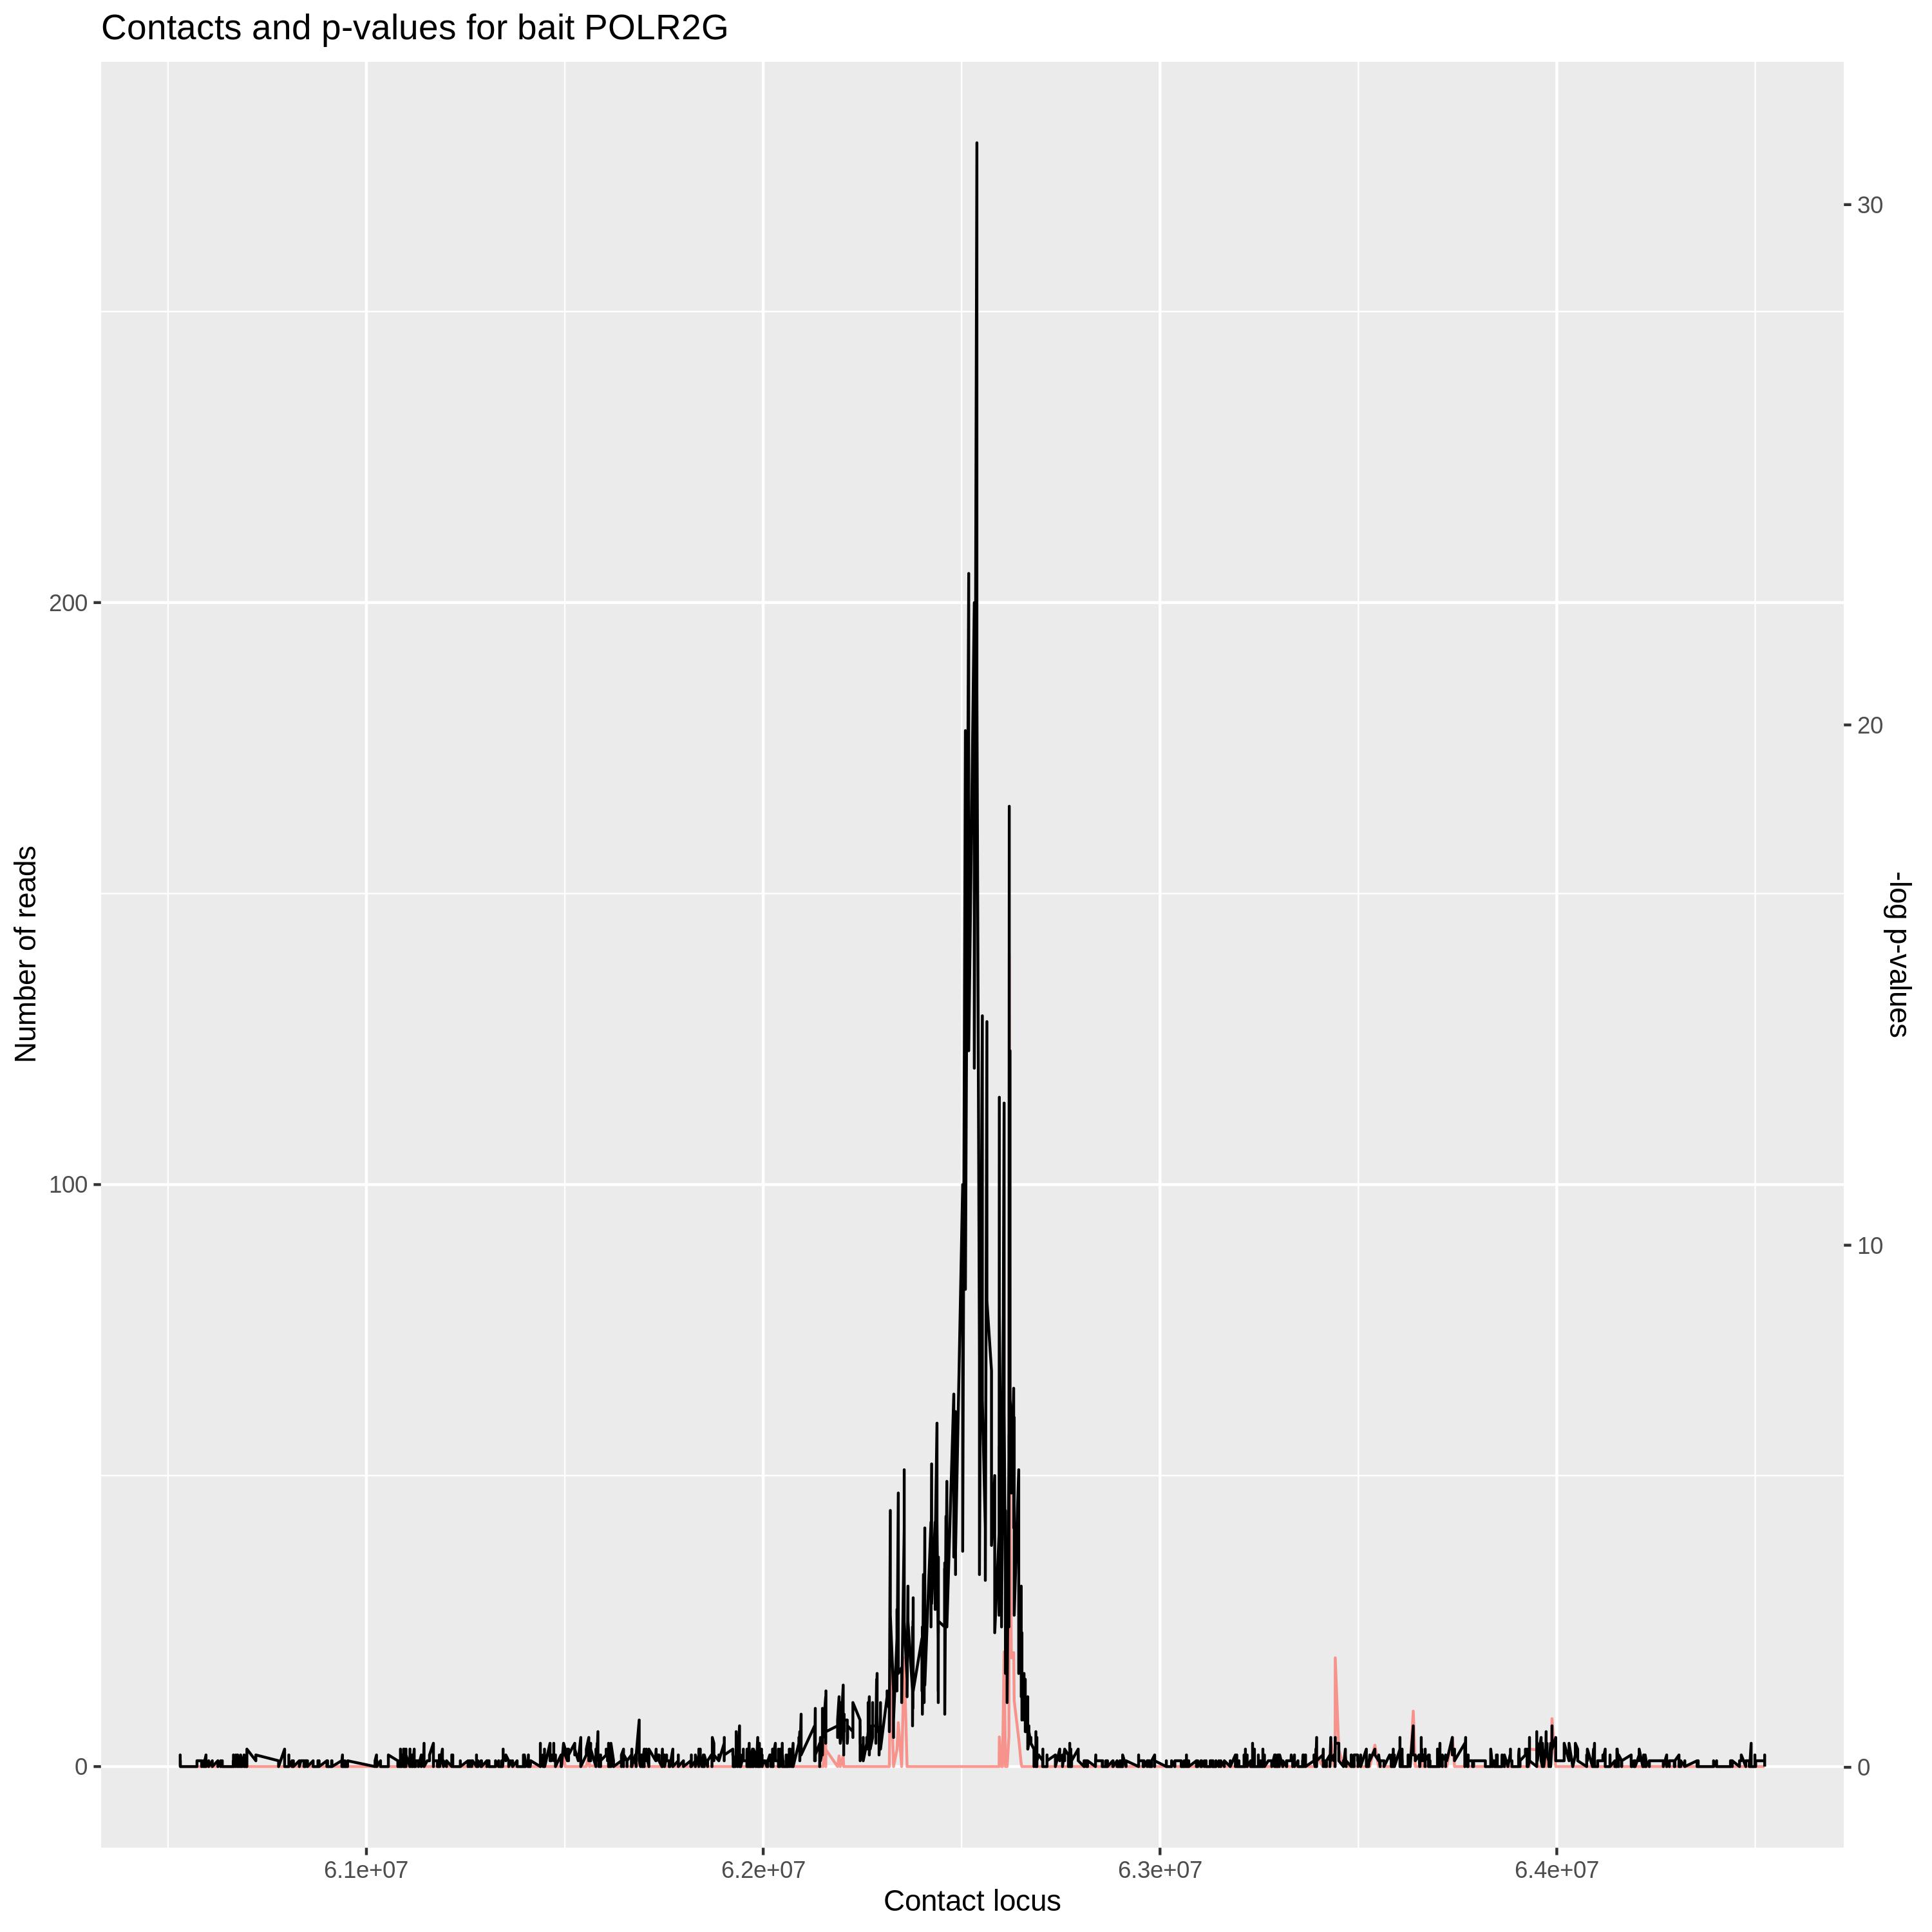 Contacts and p-values for bait POLR2G
Number of reads
200
100
0
30
20
10
0
-log p-values
6.1e+07 6.2e+07 6.3e+07 6.4e+07
Contact locus